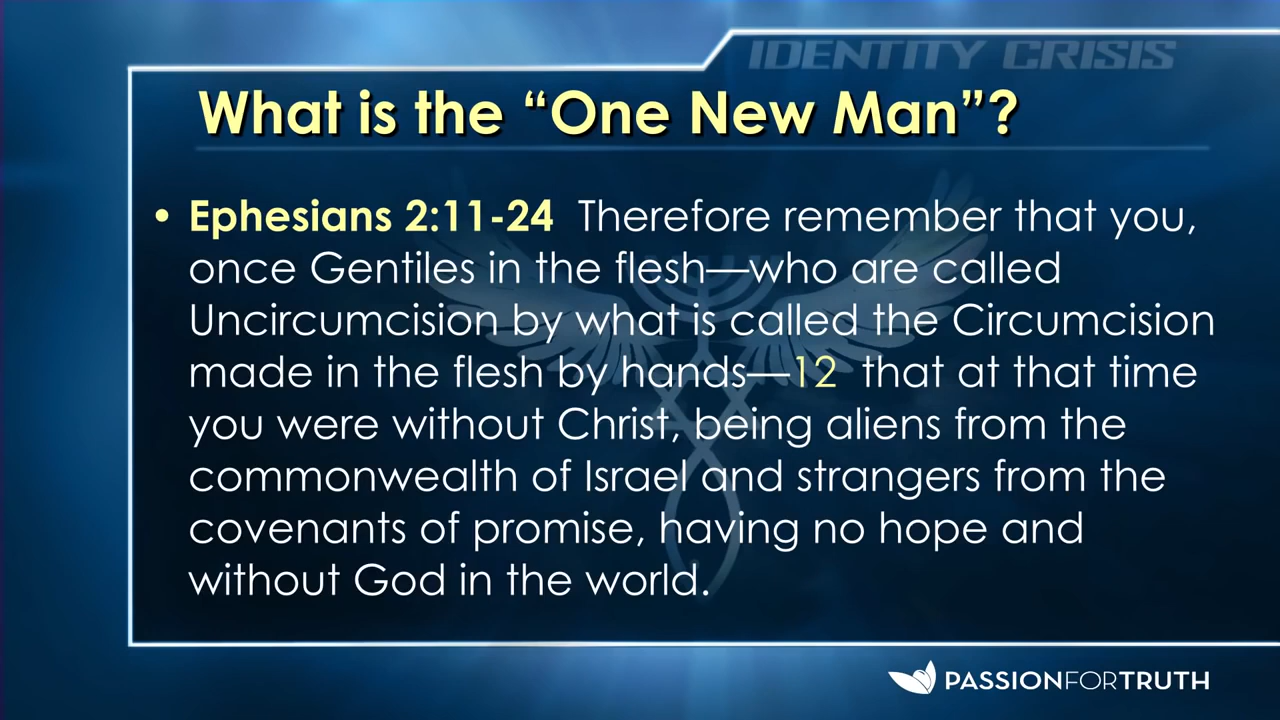 IDENTITY CRISIS
What is the “One New Man”?
• Ephesians 2:11-24 Therefore remember that you,
once Gentiles in the flesh—who are called
Uncircumcision by what is called the Circumcision
made in the flesh by hands—12 that at that time
you were without Christ, being aliens from the
commonwealth of Israel and strangers from the
covenants of promise, having no hope and
without God in the world.
PASSIONFORTRUTH